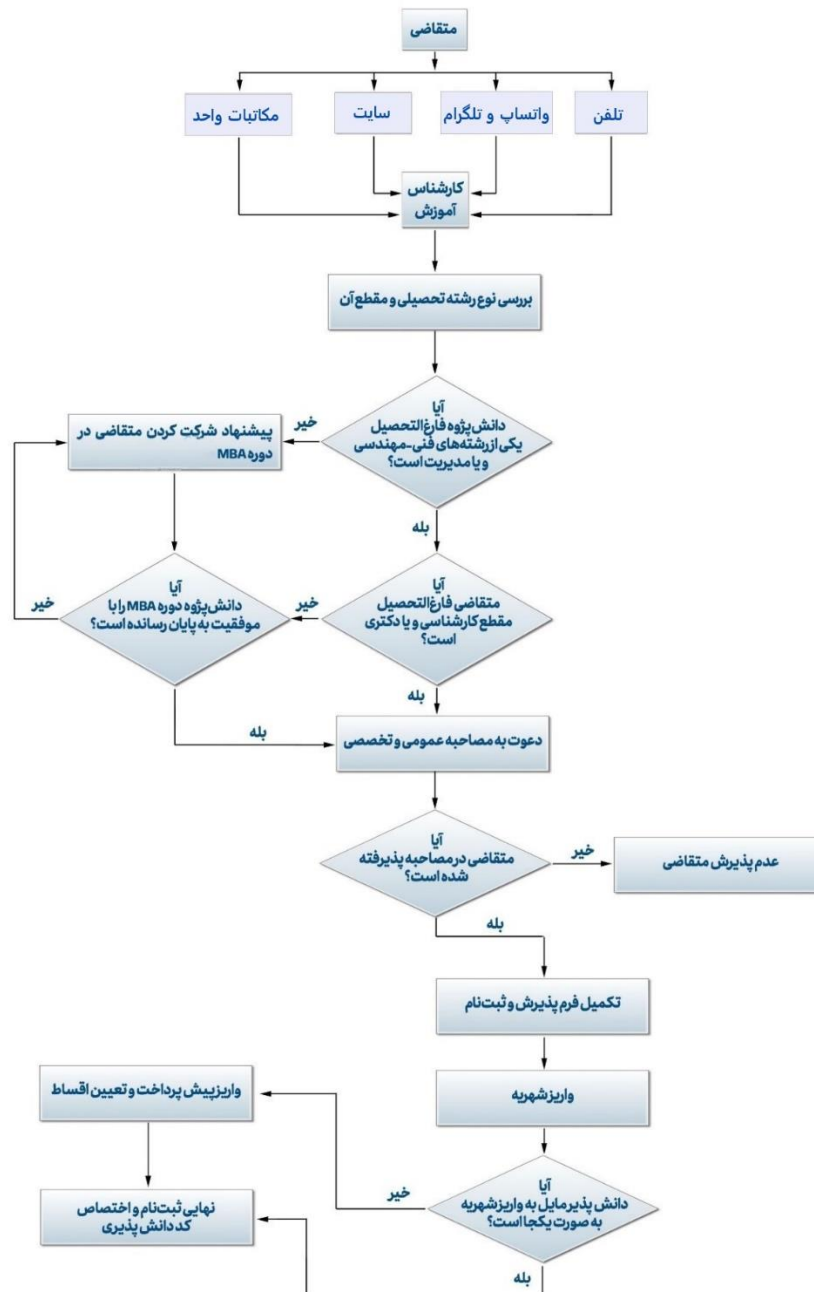 متقاضی
تلفن
واتساپ و تلگرام
سایت
مکاتبات واحد
کارشناس
آموزش
بررسی نوع رشته تحصیلی و مقطع آن
آیا
دانش‌پژوه فارغ‌التحصیل
یکی از رشته‌های فنی-مهندسی
و یا مدیریت است؟
خیر
پیشنهاد شرکت کردن متقاضی در
دوره MBA
بله
آیا
متقاضی فارغ‌التحصیل
مقطع کارشناسی و یا دکتری
است؟
خیر
آیا
دانش‌پژوه دوره MBA را با
موفقیت به پایان رسانده است؟
خیر
بله
بله
دعوت به مصاحبه عمومی و تخصصی
آیا
متقاضی در مصاحبه پذیرفته
شده است؟
خیر
عدم پذیرش متقاضی
بله
تکمیل فرم پذیرش و ثبت‌نام
واریز شهریه
واریز پیش پرداخت و تعیین اقساط
آیا
دانش پذیر مایل به واریز شهریه
به صورت یکجا است؟
خیر
نهایی ثبت‌نام و اختصاص
کد دانش پذیری
بله